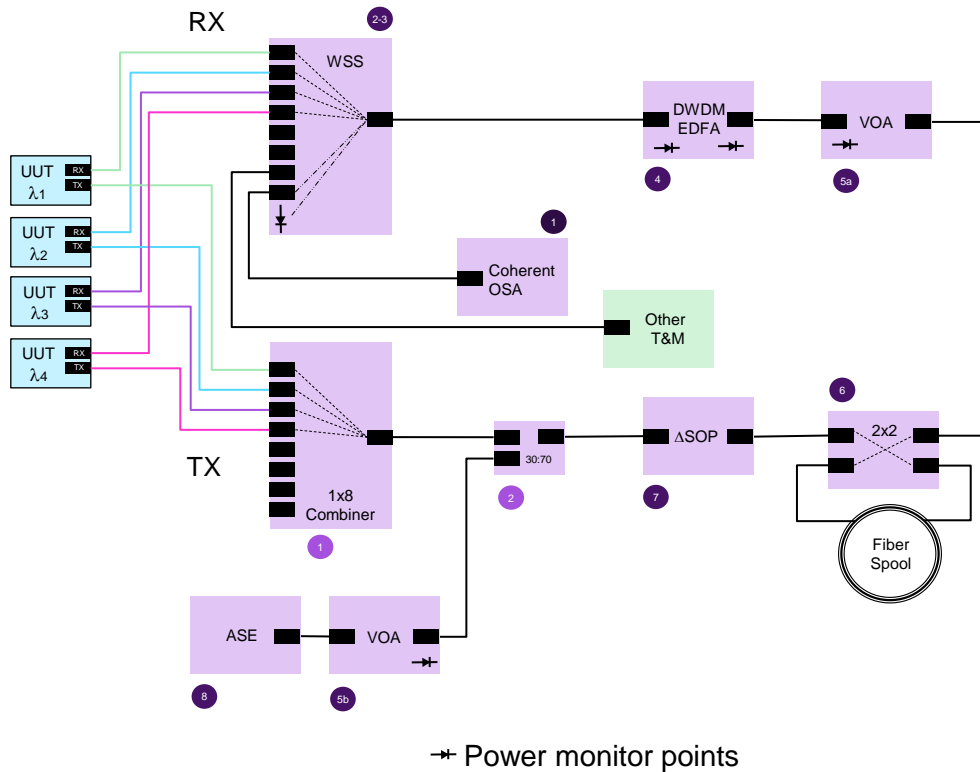 RX
2-3
WSS
DWDM
EDFA
VOA
4
5a
UUT
λ1
RX
TX
UUT
λ2
RX
TX
UUT
λ3
RX
TX
UUT
λ4
RX
TX
1
Coherent
OSA
Other
T&M
TX
1x8
Combiner
1
30:70
2
ΔSOP
7
6
2x2
Fiber
Spool
ASE
8
VOA
5b
Power monitor points